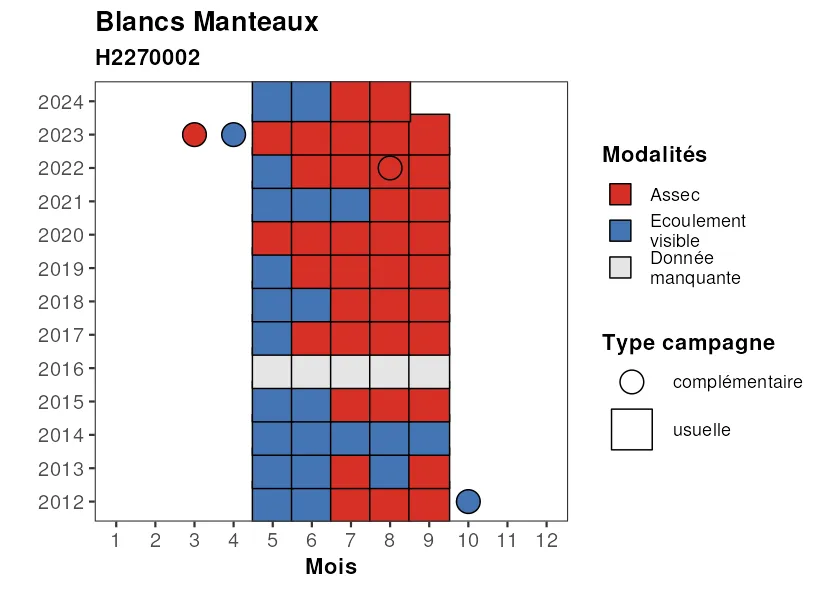 Blancs Manteaux
H2270002
2024
2023
2022
2021
2020
2019
2018
2017
2016
2015
2014
2013
2012
1 2 3 4 5 6 7 8 9 10 11 12
Mois
Modalités
Assec
Ecoulement
visible
Donnée
manquante
Type campagne
complémentaire
usuelle